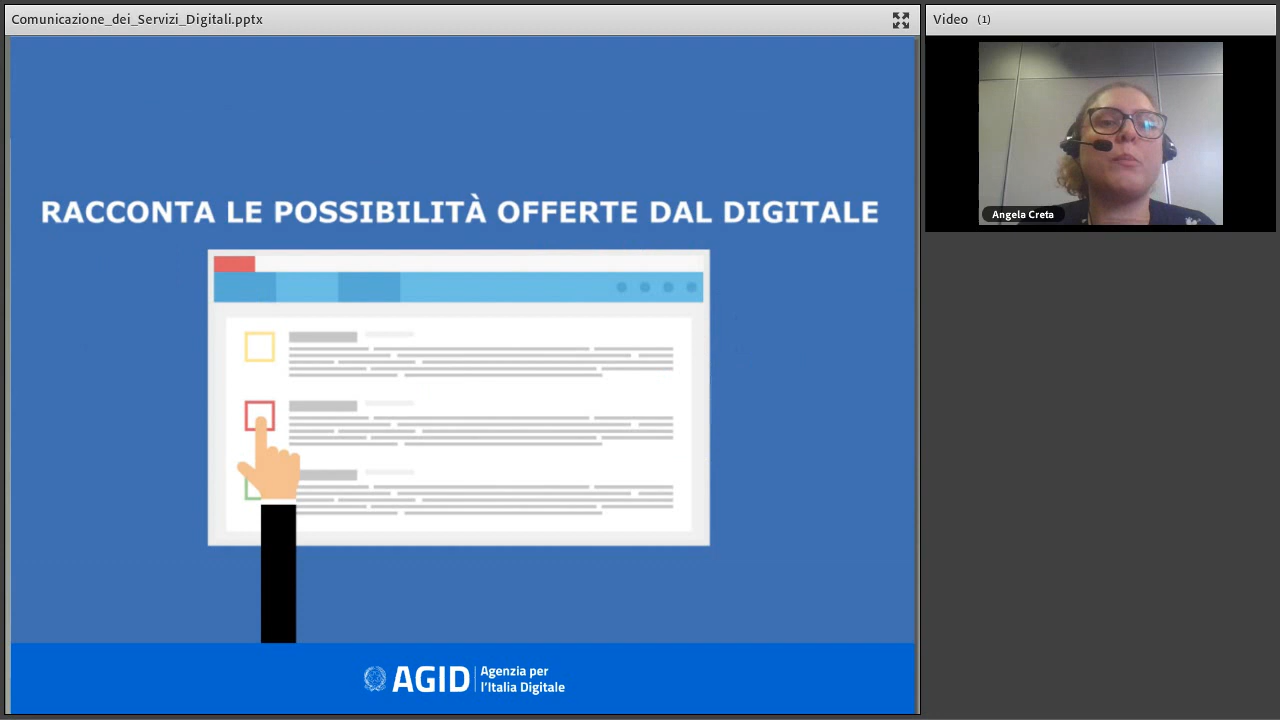 Comunicazione_dei_Servizi_Digitali.pptx
Video (1)
RACCONTA LE POSSIBILITÀ OFFERTE DAL DIGITALE
Angela Creta
AGID Agenzia per
l'Italia Digitale